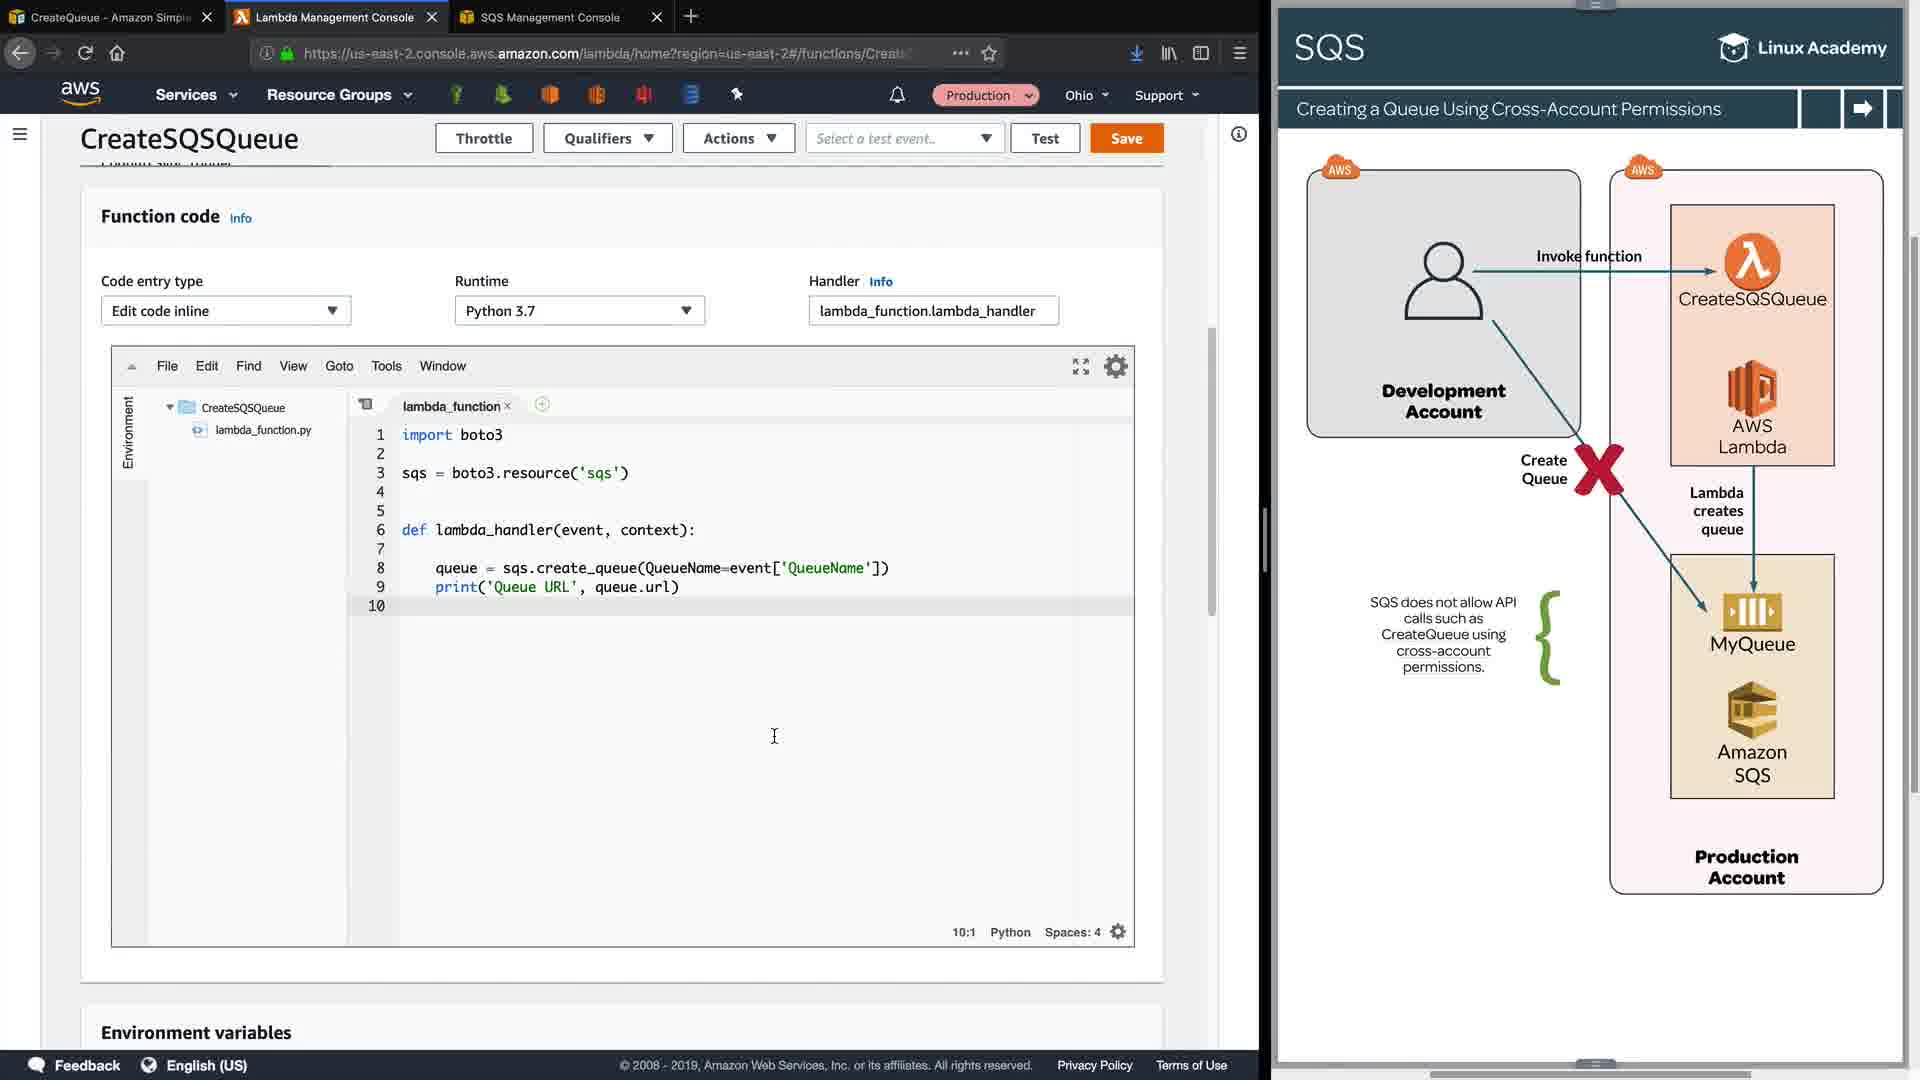 CreateQueue - Amazon Simple
Lambda Management Console
SQS Management Console
https://us-east-2.console.aws.amazon.com/lambda/home?region=us-east-2#/functions/Create
aws
Services
Resource Groups
Production
Ohio
Support
CreateSQSQueue
Throttle
Qualifiers
Actions
Select a test event..
Test
Save
Function code
Info
Code entry type
Runtime
Handler Info
Edit code inline
Python 3.7
lambda_function.lambda_handler
File
Edit
Find
View
Goto
Tools
Window
Environment
CreateSQSQueue
lambda_function.py
lambda_function
1 import boto3
2
3 sqs = boto3.resource('sqs')
4
5
6 def lambda_handler(event, context):
7
8 queue = sqs.create_queue(QueueName=event['QueueName'])
9 print('Queue URL', queue.url)
10
10:1 Python Spaces: 4
Environment variables
Feedback
English (US)
© 2008 - 2019, Amazon Web Services, Inc. or its affiliates. All rights reserved.
Privacy Policy
Terms of Use
SQS
Linux Academy
Creating a Queue Using Cross-Account Permissions
AWS
AWS
Invoke function
CreateSQSQueue
Development
Account
AWS
Lambda
Create
Queue
Lambda
creates
queue
SQS does not allow API
calls such as
CreateQueue using
cross-account
permissions.
MyQueue
Amazon
SQS
Production
Account